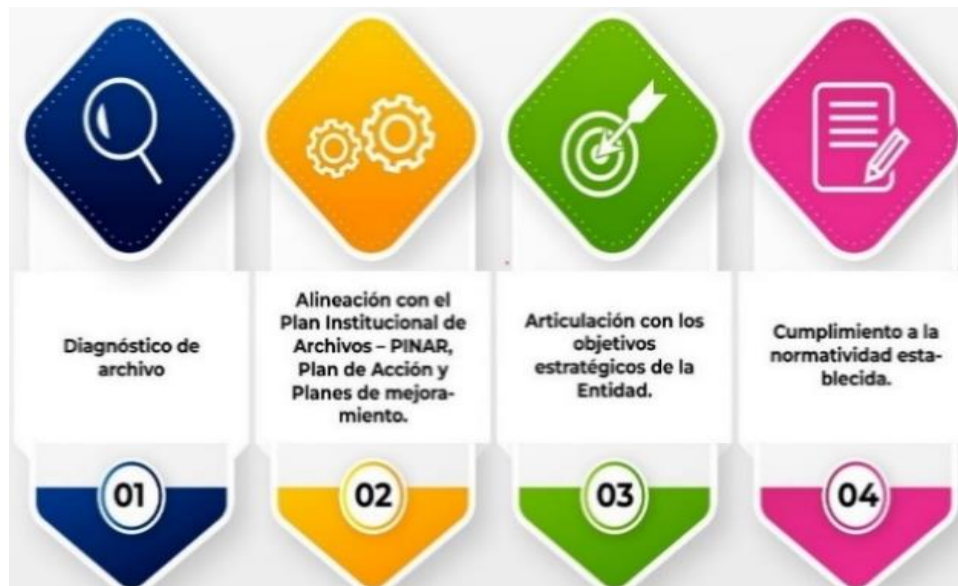 Diagnóstico de
archivo
01
Alineación con el
Plan Institucional de
Archivos – PINAR,
Plan de Acción y
Planes de mejora-
miento.
02
Articulación con los
objetivos
estratégicos de la
Entidad.
03
Cumplimiento a la
normatividad esta-
blecida.
04